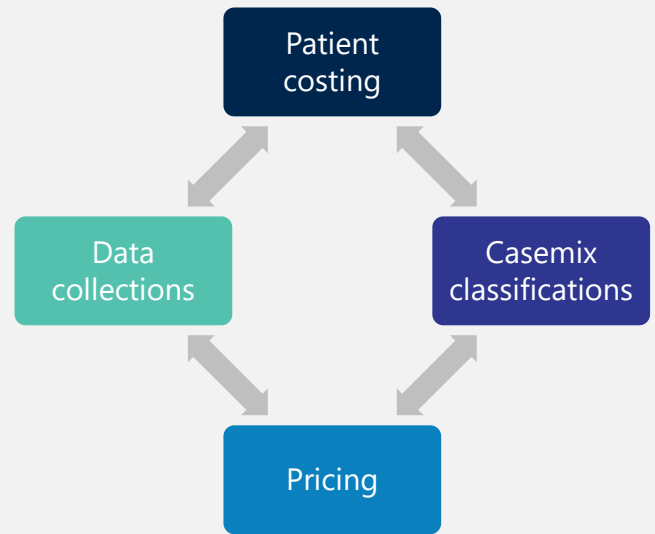 Patient
costing
Data
collections
Casemix
classifications
Pricing